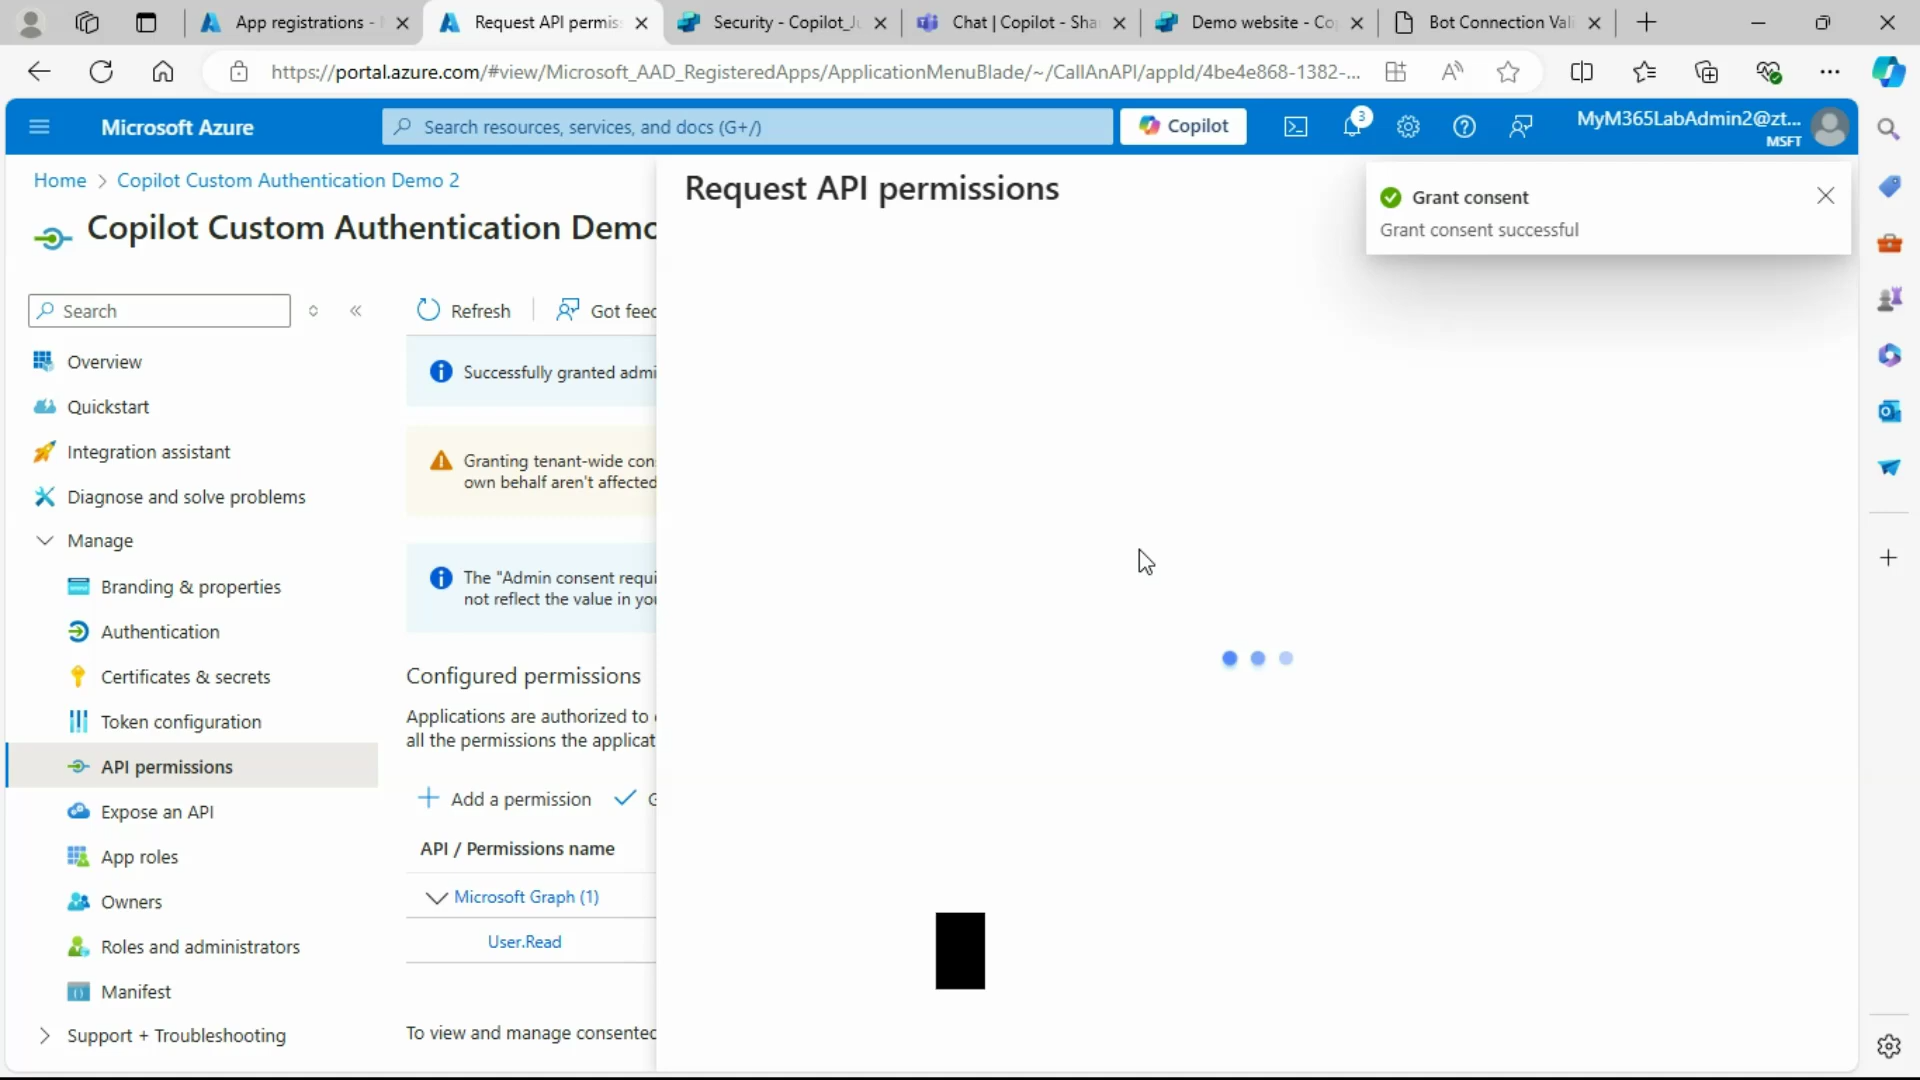 App registrations -
Request API permis
Security - Copilot_J
Chat | Copilot - Sha
Demo website - Co
Bot Connection Val
https://portal.azure.com/#view/Microsoft_AAD_RegisteredApps/ApplicationMenuBlade/~/CallAnAPI/appId/4be4e868-1382-...
Microsoft Azure
Search resources, services, and docs (G+/)
Copilot
3
MyM365LabAdmin2@zt...
MSFT
Home > Copilot Custom Authentication Demo 2
Copilot Custom Authentication Demo
Request API permissions
Grant consent
Grant consent successful
Search
Refresh
Got feed
Overview
Quickstart
Integration assistant
Diagnose and solve problems
Manage
Branding & properties
Authentication
Certificates & secrets
Token configuration
API permissions
Expose an API
App roles
Owners
Roles and administrators
Manifest
Support + Troubleshooting
Successfully granted admi
Granting tenant-wide con
own behalf aren't affected
The "Admin consent requi
not reflect the value in you
Configured permissions
Applications are authorized to
all the permissions the applicat
Add a permission
G
API / Permissions name
Microsoft Graph (1)
User.Read
To view and manage consented